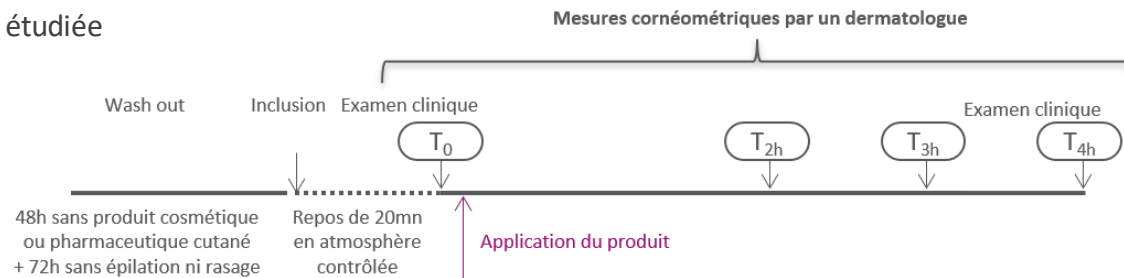 étudiée
Mesures cornéométriques par un dermatologue
Wash out
Inclusion
Examen clinique
Examen clinique
T0
T2h
T3h
T4h
48h sans produit cosmétique
ou pharmaceutique cutané
+ 72h sans épilation ni rasage
Repos de 20mn
en atmosphère
contrôlée
Application du produit